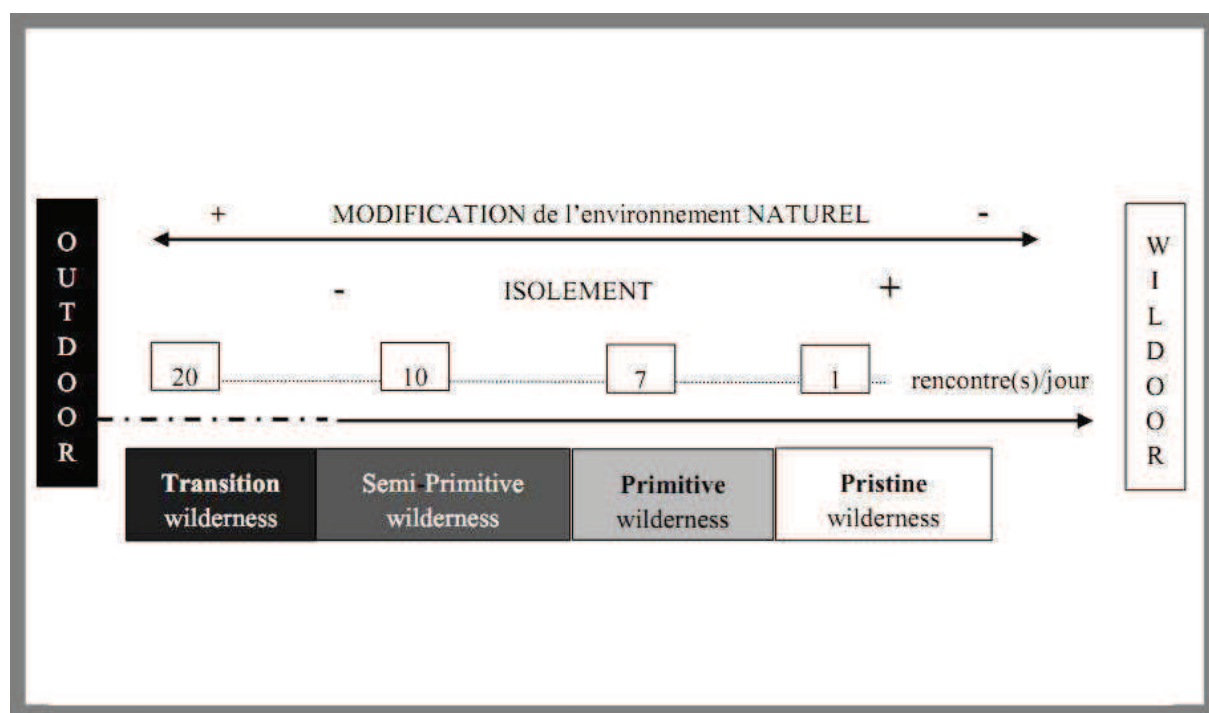 OUTDOOR
+ MODIFICATION de l'environnement NATUREL -
- ISOLEMENT +
20 10 7 1 rencontre(s)/jour
Transition Semi-Primitive Primitive Pristine
wilderness wilderness wilderness wilderness
WILDOOR